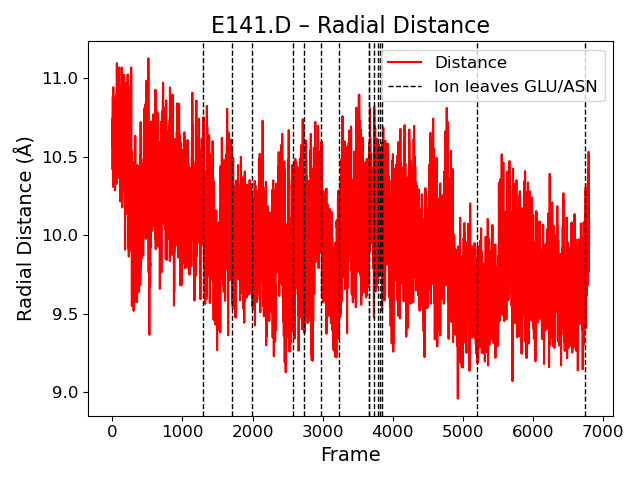 E141.D – Radial Distance
Distance
Ion leaves GLU/ASN
Radial Distance (Å)
11.0
10.5
10.0
9.5
9.0
0 1000 2000 3000 4000 5000 6000 7000
Frame